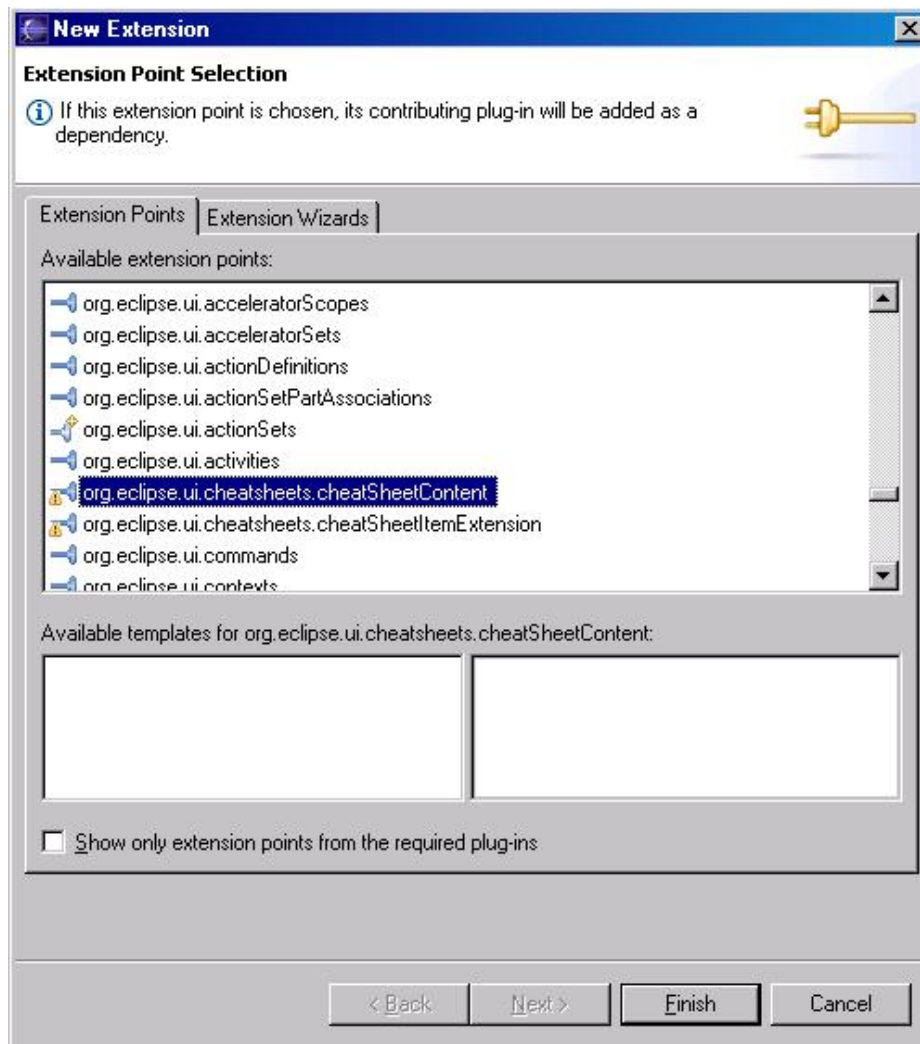 New Extension
Extension Point Selection
If this extension point is chosen, its contributing plug-in will be added as a
dependency.
Extension Points Extension Wizards
Available extension points:
org.eclipse.ui.acceleratorScopes
org.eclipse.ui.acceleratorSets
org.eclipse.ui.actionDefinitions
org.eclipse.ui.actionSetPartAssociations
org.eclipse.ui.actionSets
org.eclipse.ui.activities
org.eclipse.ui.cheatsheets.cheatSheetContent
org.eclipse.ui.cheatsheets.cheatSheetItemExtension
org.eclipse.ui.commands
org.eclipse.ui.contexts
Available templates for org.eclipse.ui.cheatsheets.cheatSheetContent:
Show only extension points from the required plug-ins
< Back Next > Finish Cancel